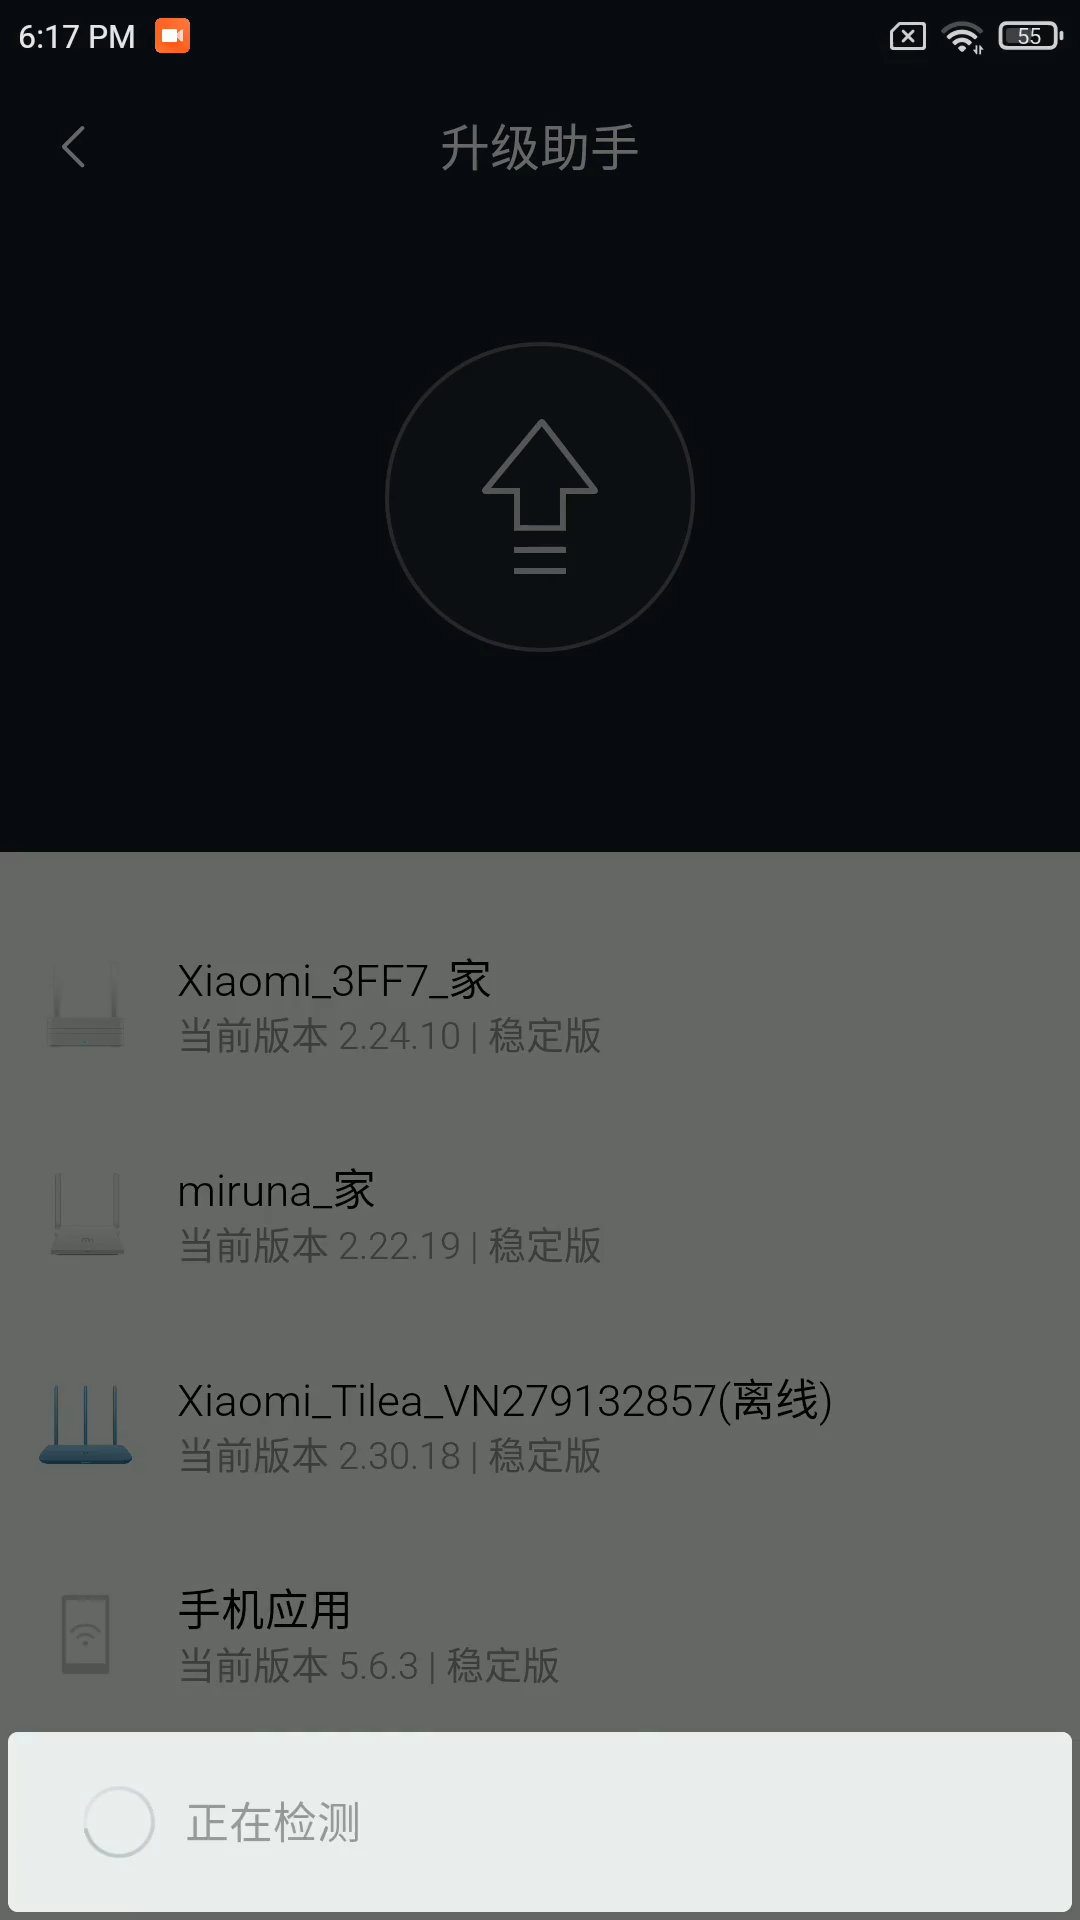 6:17 PM
55
升级助手
Xiaomi_3FF7_家
当前版本 2.24.10 | 稳定版
miruna_家
当前版本 2.22.19 | 稳定版
Xiaomi_Tilea_VN279132857(离线)
当前版本 2.30.18 | 稳定版
手机应用
当前版本 5.6.3 | 稳定版
正在检测